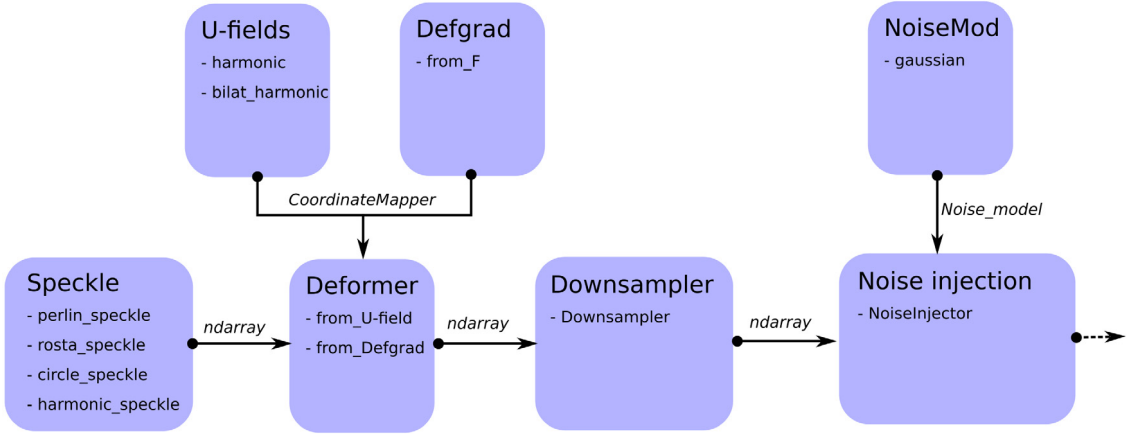 U-fields
- harmonic
- bilat_harmonic
Defgrad
- from_F
NoiseMod
- gaussian
CoordinateMapper
Noise_model
Speckle
- perlin_speckle
- rosta_speckle
- circle_speckle
- harmonic_speckle
ndarray
Deformer
- from_U-field
- from_Defgrad
ndarray
Downsampler
- Downsampler
ndarray
Noise injection
- NoiseInjector